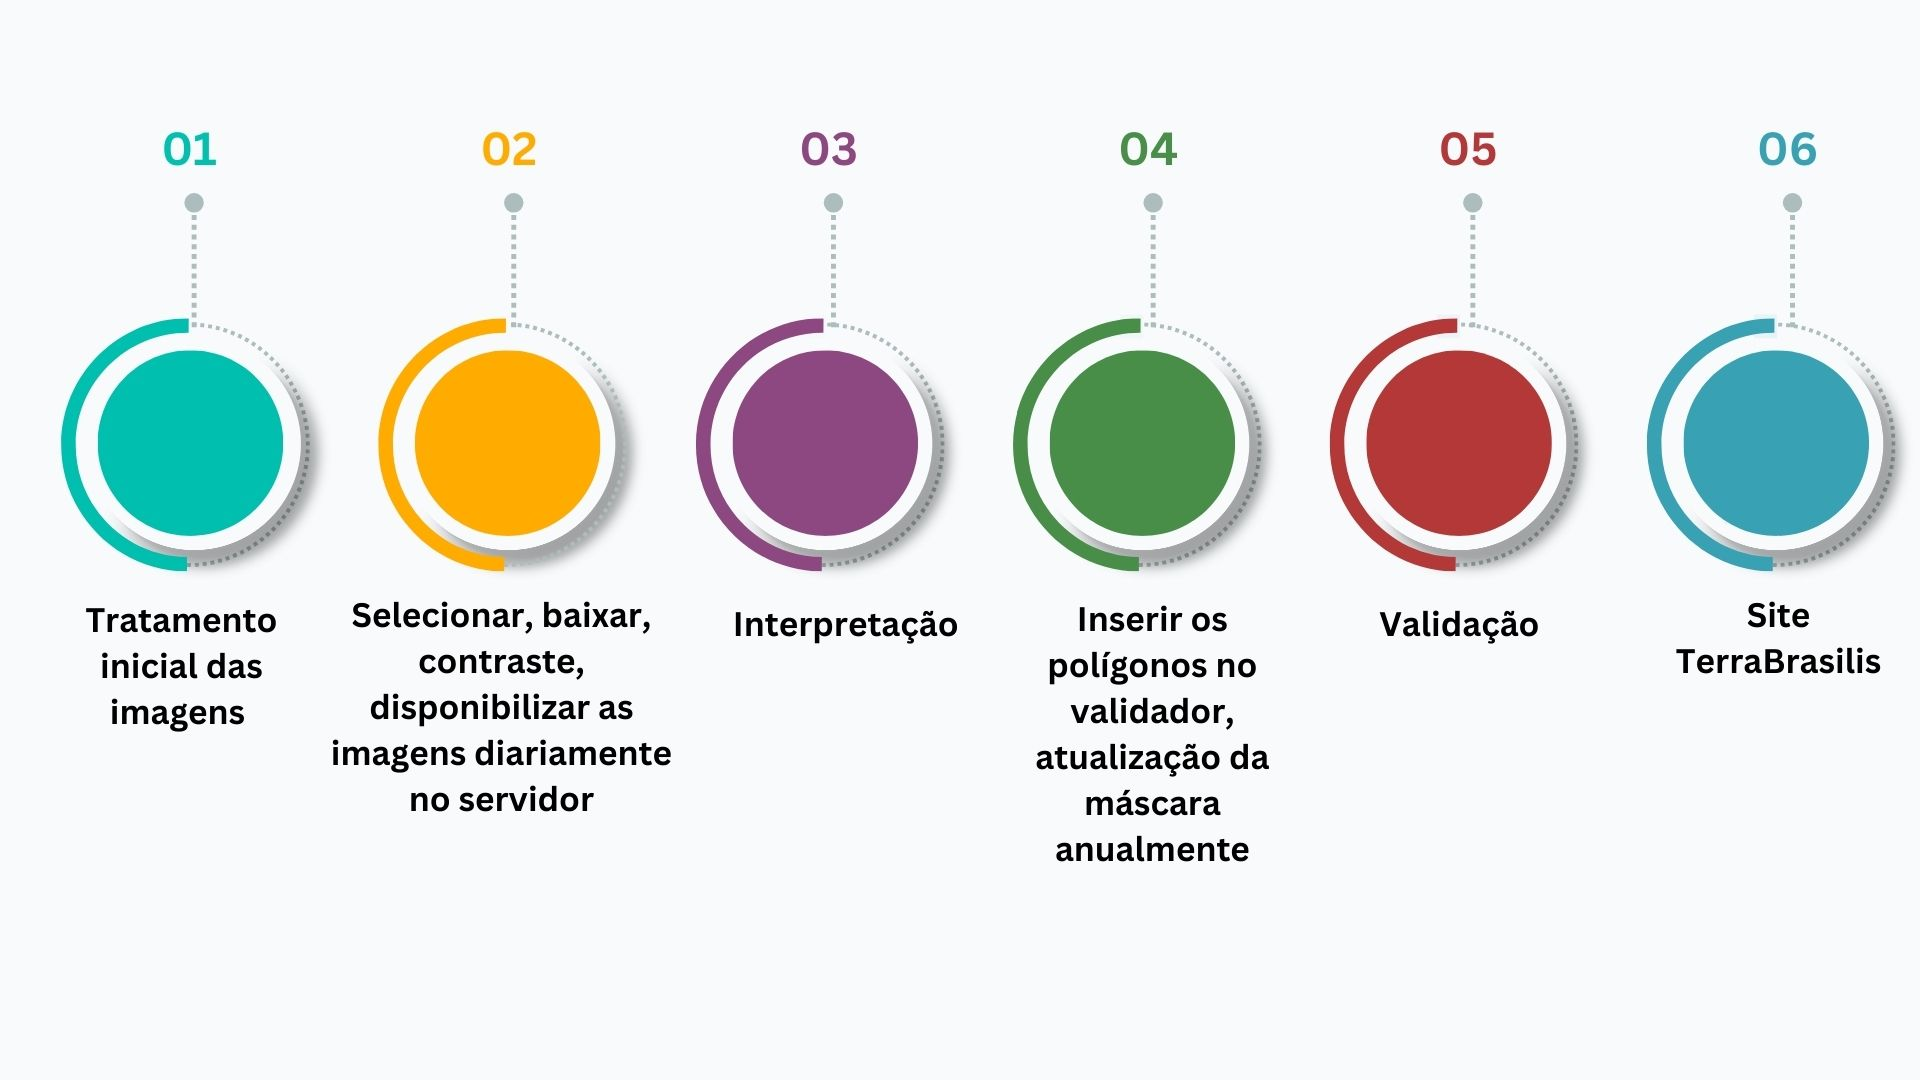 01
02
03
04
05
06
Tratamento
inicial das
imagens
Selecionar, baixar,
contraste,
disponibilizar as
imagens diariamente
no servidor
Interpretação
Inserir os
polígonos no
validador,
atualização da
máscara
anualmente
Validação
Site
TerraBrasilis